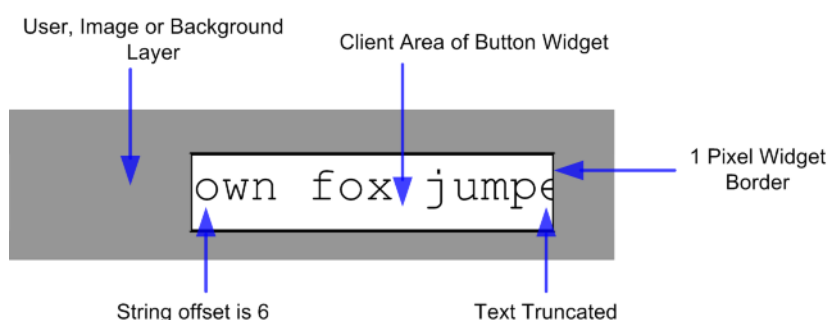 User, Image or Background
Layer
Client Area of Button Widget
1 Pixel Widget
Border
own fox jumpe
String offset is 6
Text Truncated